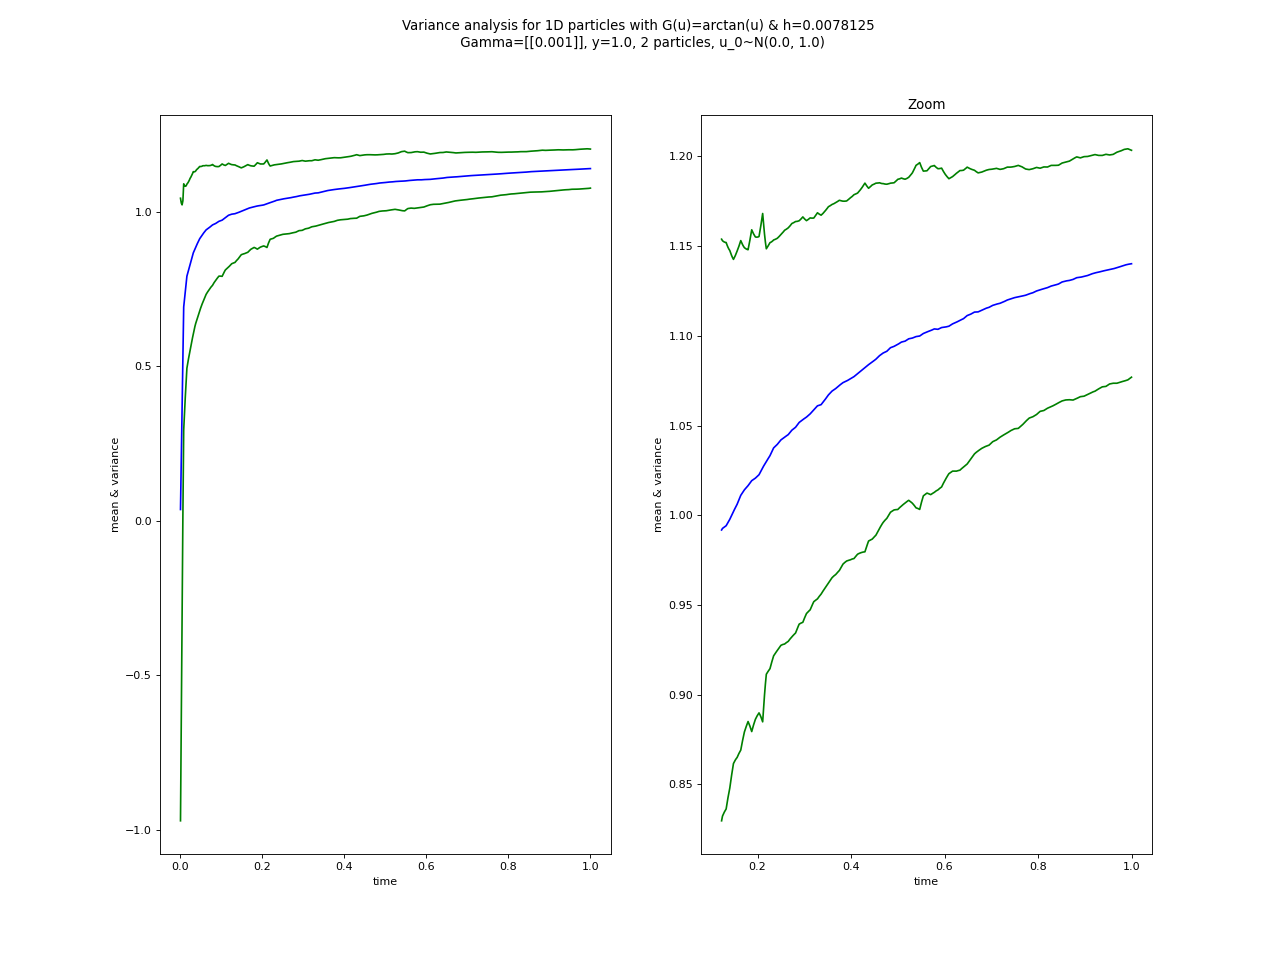 Variance analysis for 1D particles with G(u)=arctan(u) & h=0.0078125
Gamma=[[0.001]], y=1.0, 2 particles, u_0~N(0.0, 1.0)
mean & variance
1.0
0.5
0.0
−0.5
−1.0
0.0 0.2 0.4 0.6 0.8 1.0
time
Zoom
mean & variance
1.20
1.15
1.10
1.05
1.00
0.95
0.90
0.85
0.2 0.4 0.6 0.8 1.0
time